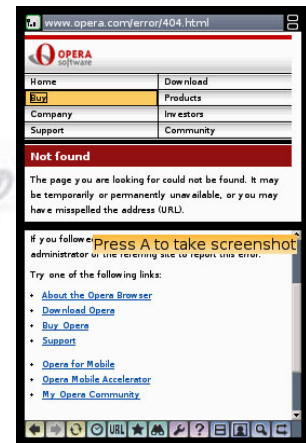 www.opera.com/error/404.html
OPERA
software
Home Download
Buy Products
Company Investors
Support Community
Not found
The page you are looking for could not be found. It may
be temporarily or permanently unavailable, or you may
have misspelled the address (URL).
If you followe
Press A to take screenshot
administrator of the referring site to report this error.
Try one of the following links:
About the Opera Browser
Download Opera
Buy Opera
Support
Opera for Mobile
Opera Mobile Accelerator
My Opera Community
URL